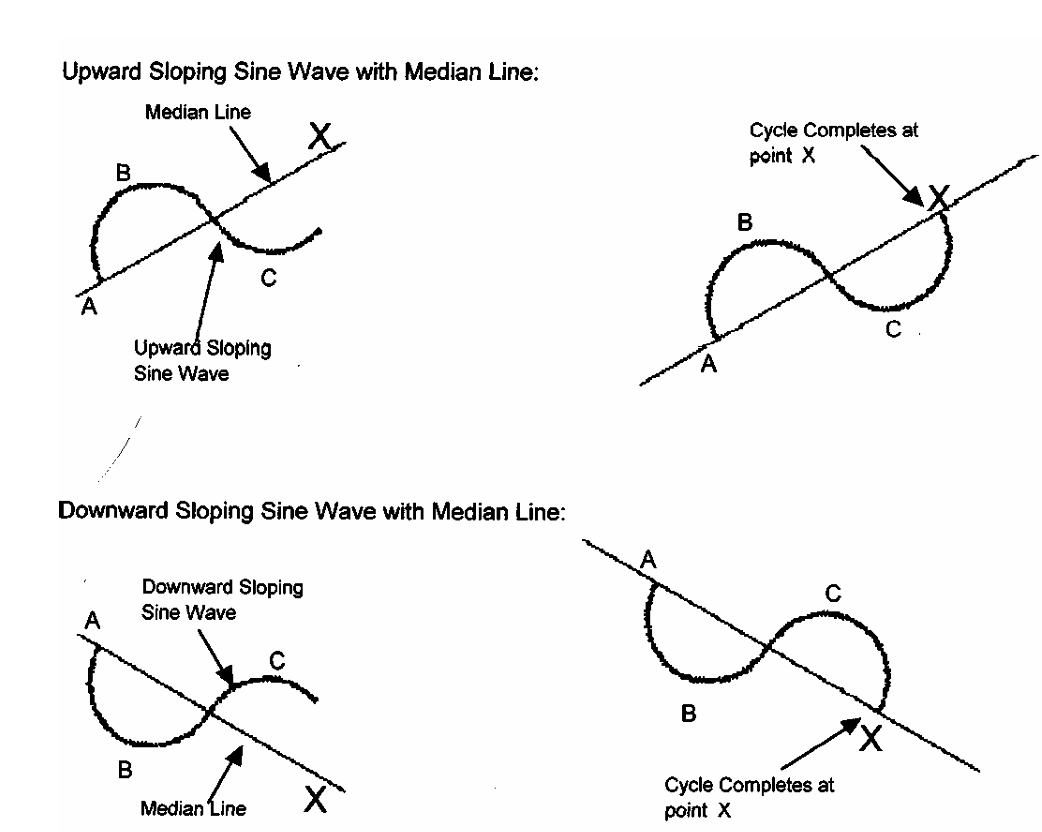 Upward Sloping Sine Wave with Median Line:
Median Line
X
B
A
C
Upward Sloping
Sine Wave
Cycle Completes at
point X
X
B
A
C
Downward Sloping Sine Wave with Median Line:
Downward Sloping
Sine Wave
A
C
B
Median Line
X
A
C
B
X
Cycle Completes at
point X